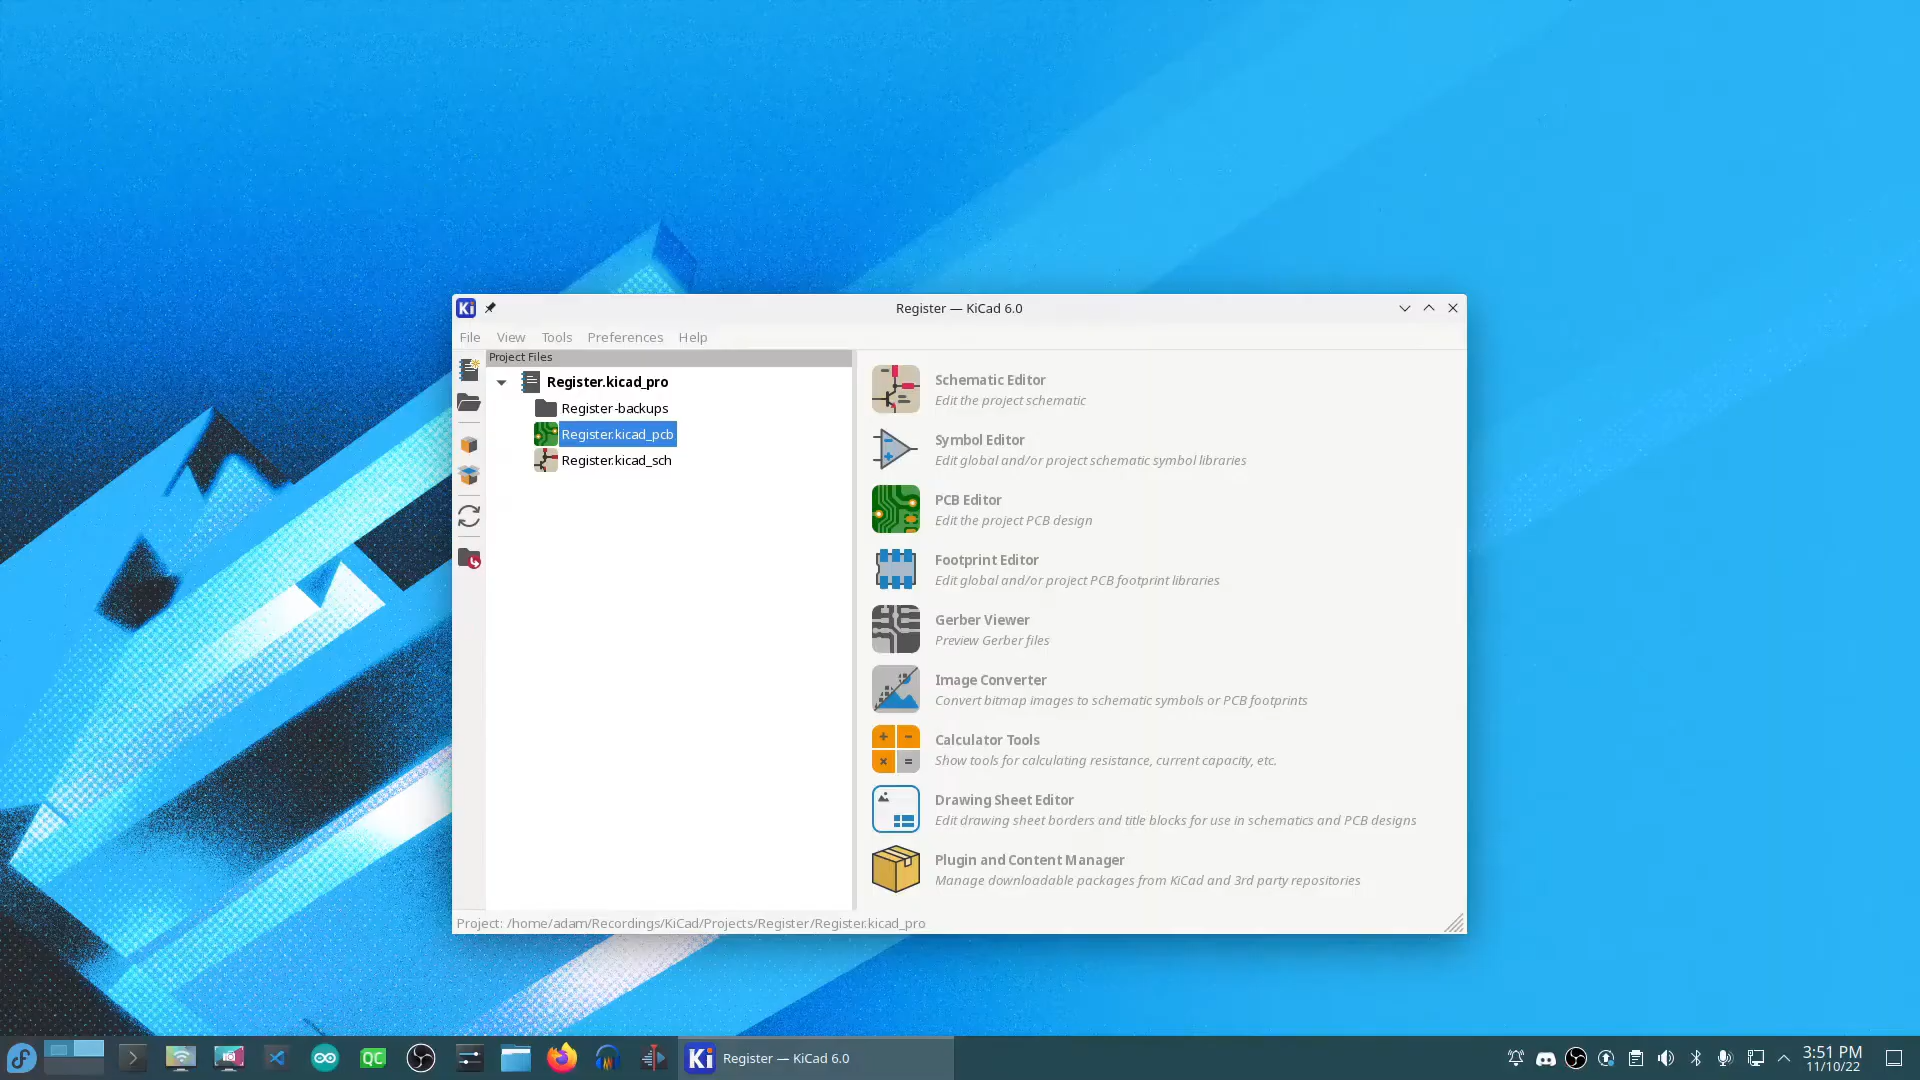 Register — KiCad 6.0
File View Tools Preferences Help
Project Files
Register.kicad_pro
Register-backups
Register.kicad_pcb
Register.kicad_sch
Schematic Editor
Edit the project schematic
Symbol Editor
Edit global and/or project schematic symbol libraries
PCB Editor
Edit the project PCB design
Footprint Editor
Edit global and/or project PCB footprint libraries
Gerber Viewer
Preview Gerber files
Image Converter
Convert bitmap images to schematic symbols or PCB footprints
Calculator Tools
Show tools for calculating resistance, current capacity, etc.
Drawing Sheet Editor
Edit drawing sheet borders and title blocks for use in schematics and PCB designs
Plugin and Content Manager
Manage downloadable packages from KiCad and 3rd party repositories
Project: /home/adam/Recordings/KiCad/Projects/Register/Register.kicad_pro
QC
Ki Register — KiCad 6.0
3:51 PM
11/10/22